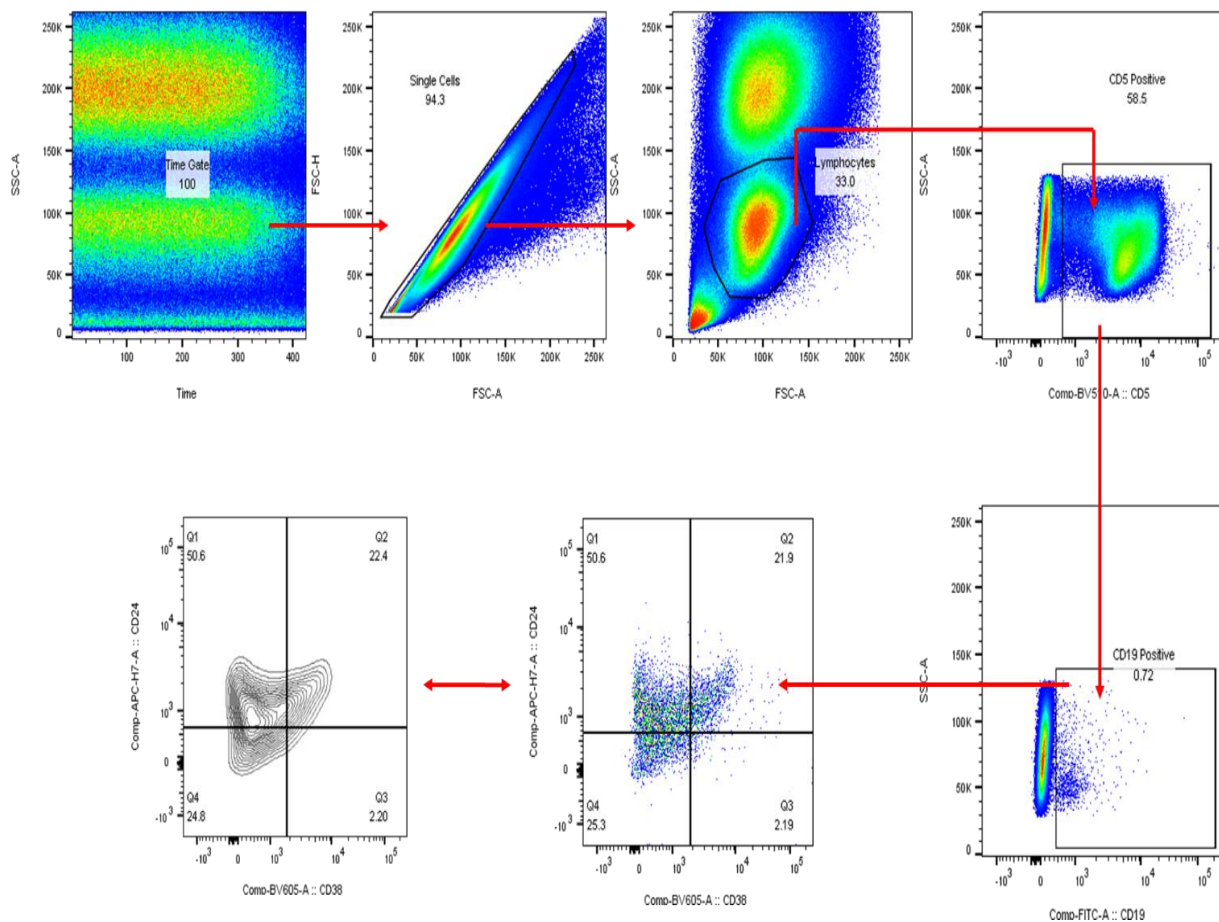 250K
200K
150K
100K
50K
0
SSC-A
Time Gate
100
100
200
300
400
Time
250K
200K
150K
100K
50K
0
FSC-H
Single Cells
94.3
0
50K
100K
150K
200K
250K
FSC-A
250K
200K
150K
100K
50K
0
SSC-A
Lymphocytes
33.0
0
50K
100K
150K
200K
250K
FSC-A
250K
200K
150K
100K
50K
0
SSC-A
CD5 Positive
58.5
-10³
0
10³
10⁴
10⁵
Comp-BV510-A :: CD5
Q1
50.6
Q2
22.4
Q4
24.8
Q3
2.20
10⁵
10⁴
10³
0
-10³
Comp-APC-H7-A :: CD24
-10³
0
10³
10⁴
10⁵
Comp-BV605-A :: CD38
Q1
50.6
Q2
21.9
Q4
25.3
Q3
2.19
10⁵
10⁴
10³
0
-10³
Comp-APC-H7-A :: CD24
-10³
0
10³
10⁴
10⁵
Comp-BV605-A :: CD38
250K
200K
150K
100K
50K
0
SSC-A
CD19 Positive
0.72
-10³
0
10³
10⁴
10⁵
Comp-FITC-A :: CD19